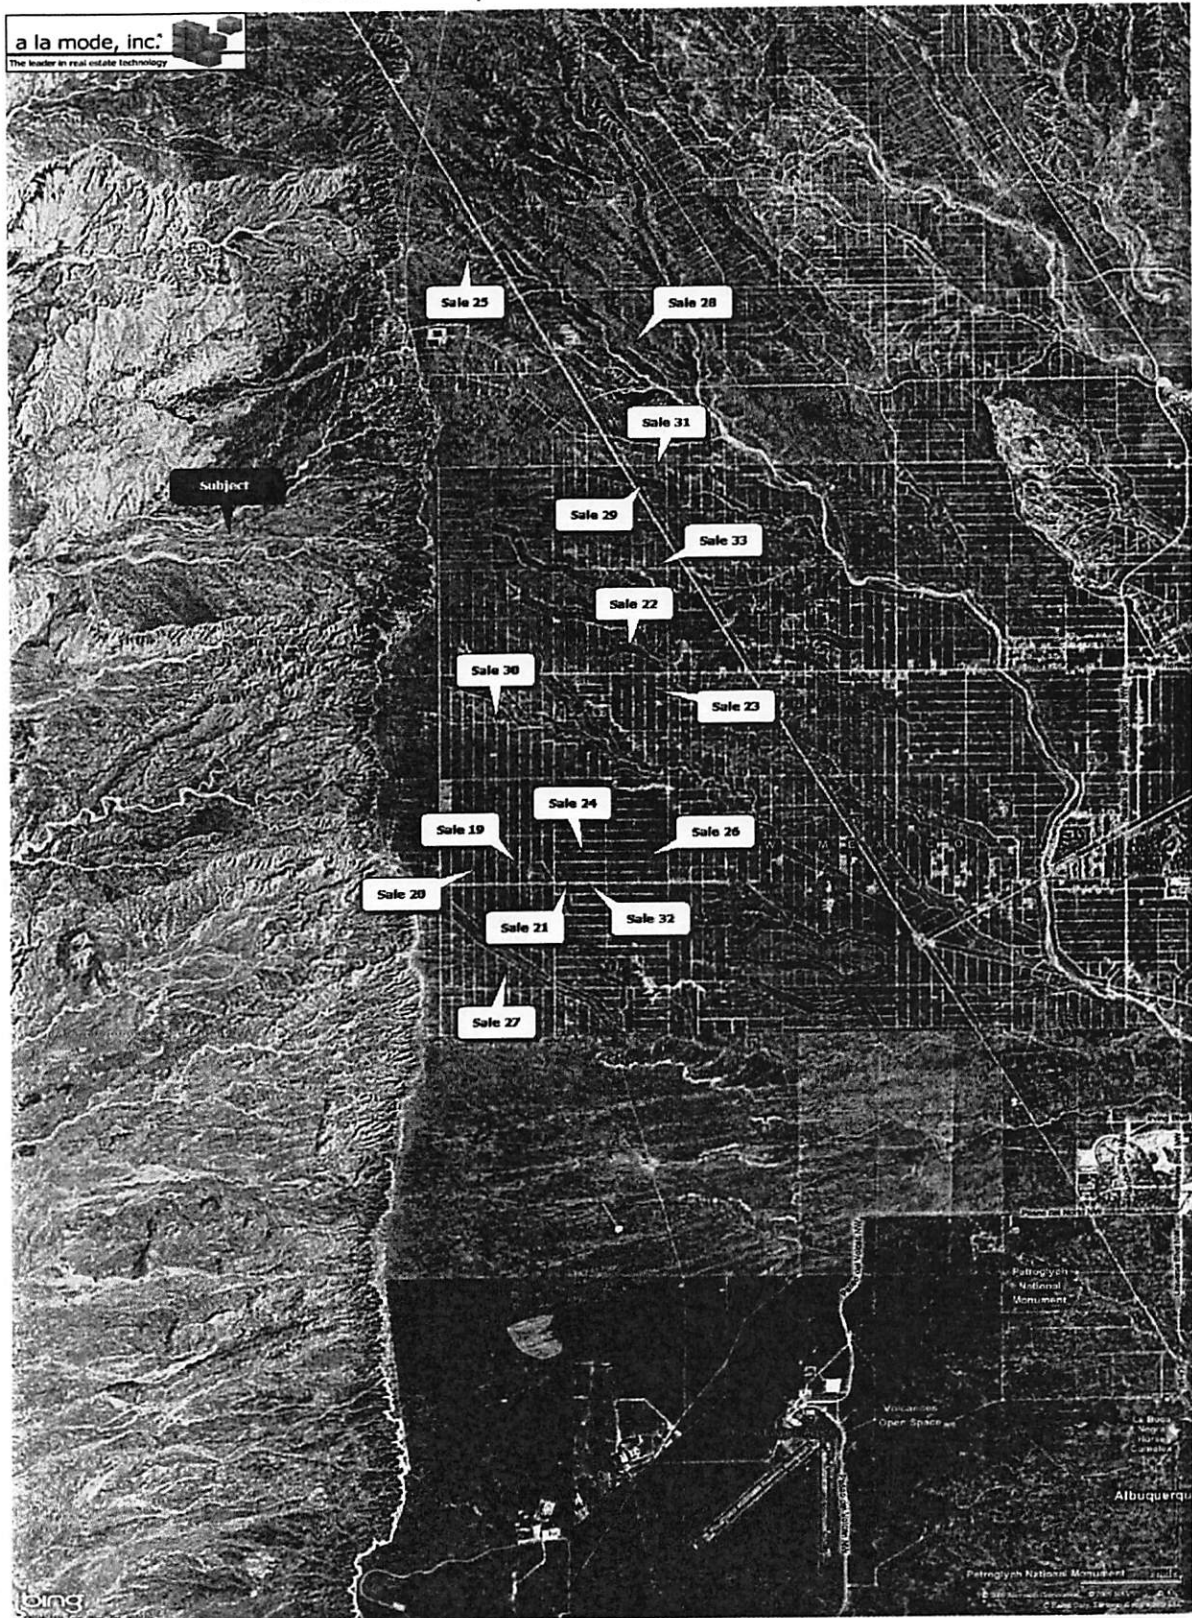 a la mode, inc.
The leader in real estate technology
Sale 25
Sale 28
Sale 31
Subject
Sale 29
Sale 33
Sale 22
Sale 30
Sale 23
Sale 24
Sale 19
Sale 26
Sale 20
Sale 21
Sale 32
Sale 27
Petroglyph
National
Monument
Volcanoes
Open Space
Albuquerqu
Petroglyph National Monument
bing